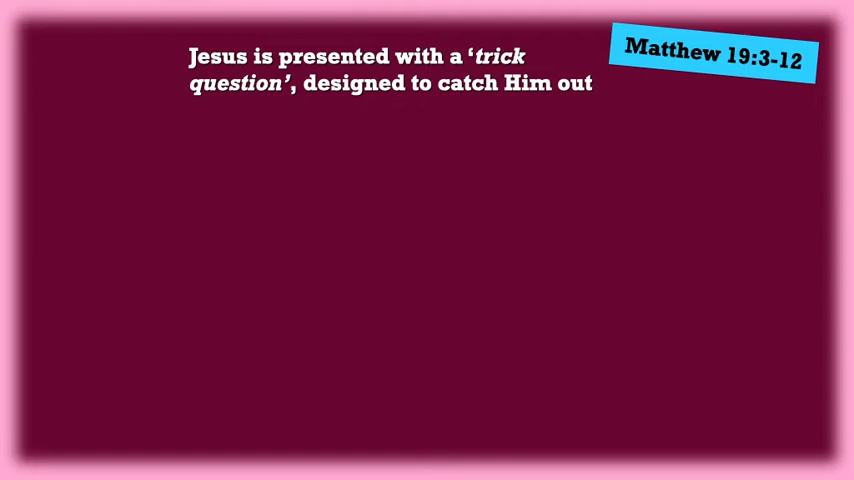 Jesus is presented with a ‘trick
question’, designed to catch Him out
Matthew 19:3-12